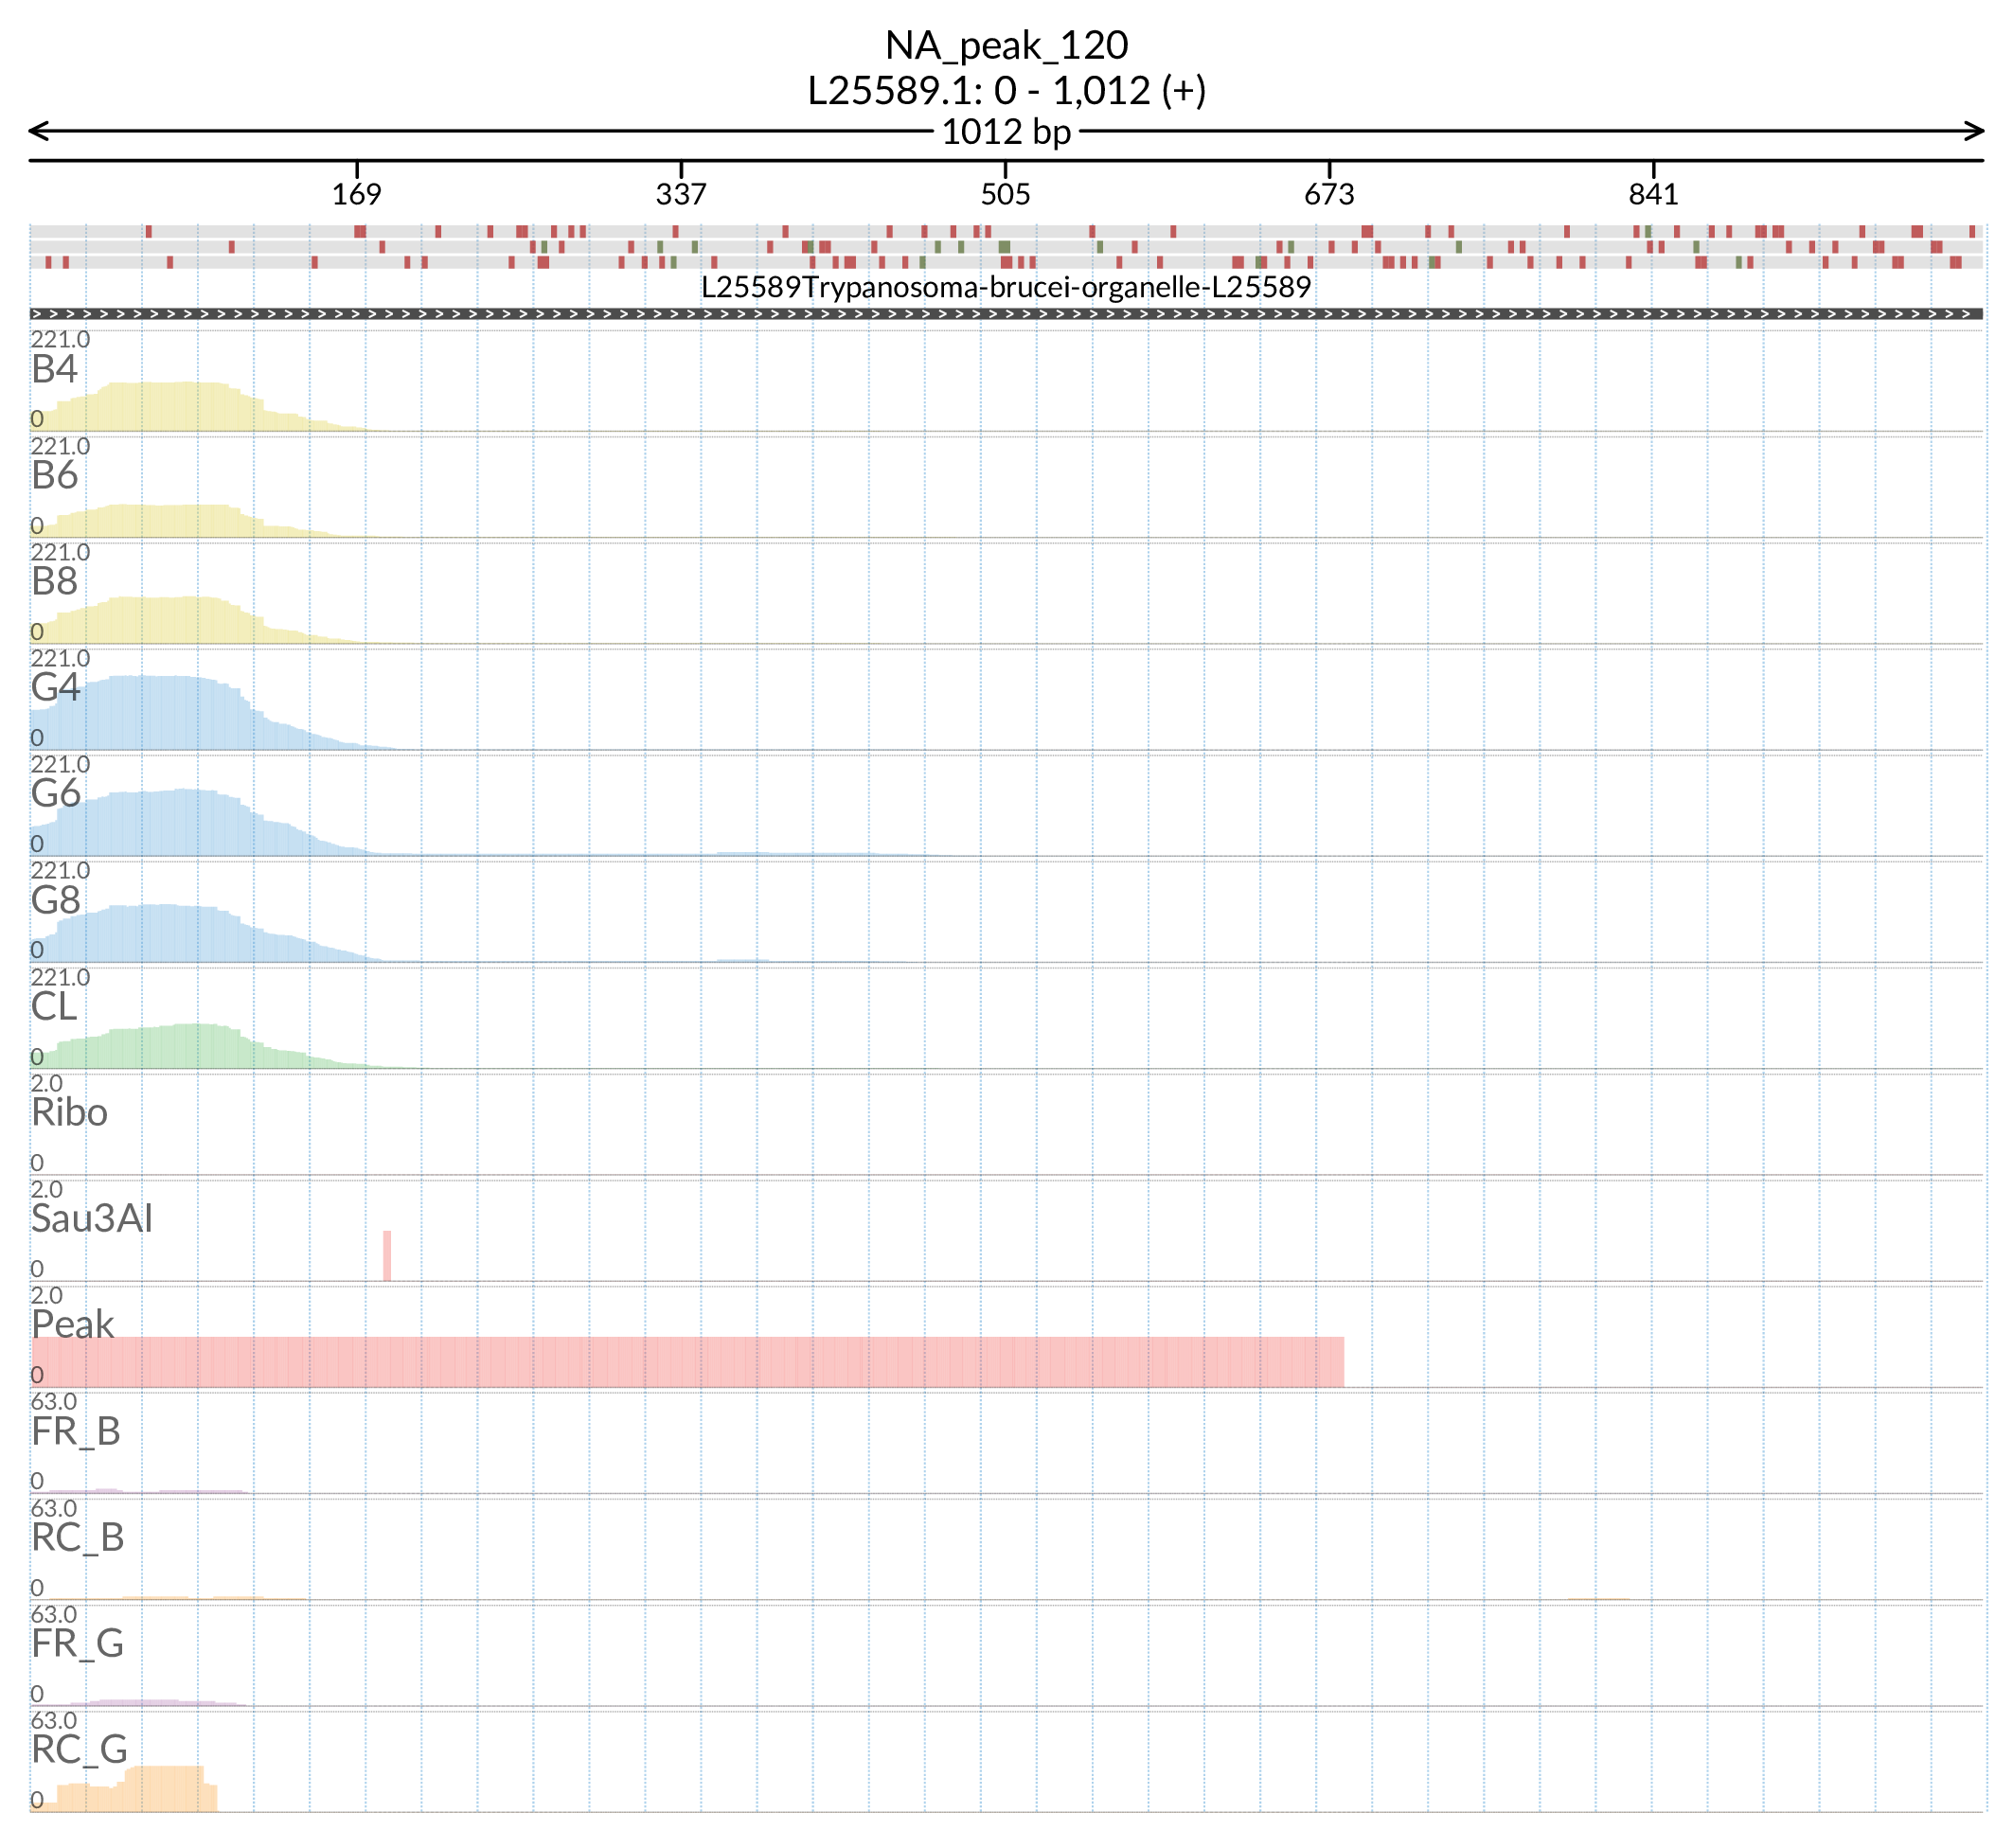 NA_peak_120
L25589.1: 0 - 1,012 (+)
1012 bp
169 337 505 673 841
L25589Trypanosoma-brucei-organelle-L25589
221.0
B4
0
221.0
B6
0
221.0
B8
0
221.0
G4
0
221.0
G6
0
221.0
G8
0
221.0
CL
0
2.0
Ribo
0
2.0
Sau3AI
0
2.0
Peak
0
63.0
FR_B
0
63.0
RC_B
0
63.0
FR_G
0
63.0
RC_G
0